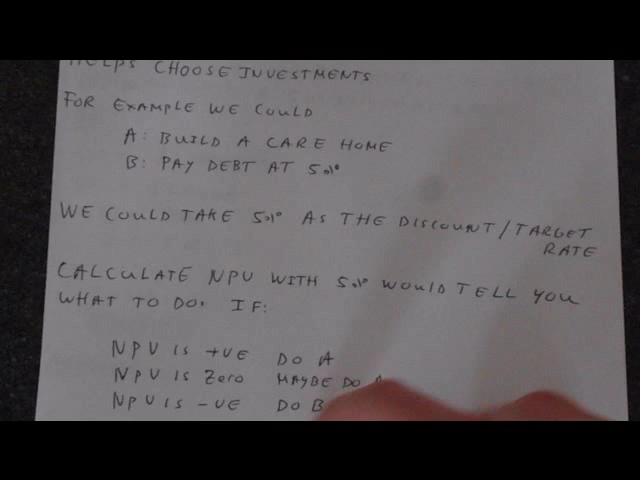 HELPS CHOOSE INVESTMENTS
FOR EXAMPLE WE COULD
A: BUILD A CARE HOME
B: PAY DEBT AT 5%
WE COULD TAKE 5% AS THE DISCOUNT/TARGET
RATE
CALCULATE NPV WITH 5% WOULD TELL YOU
WHAT TO DO. IF:
NPV IS +VE DO A
NPV IS ZERO MAYBE DO
NPV IS -VE DO B